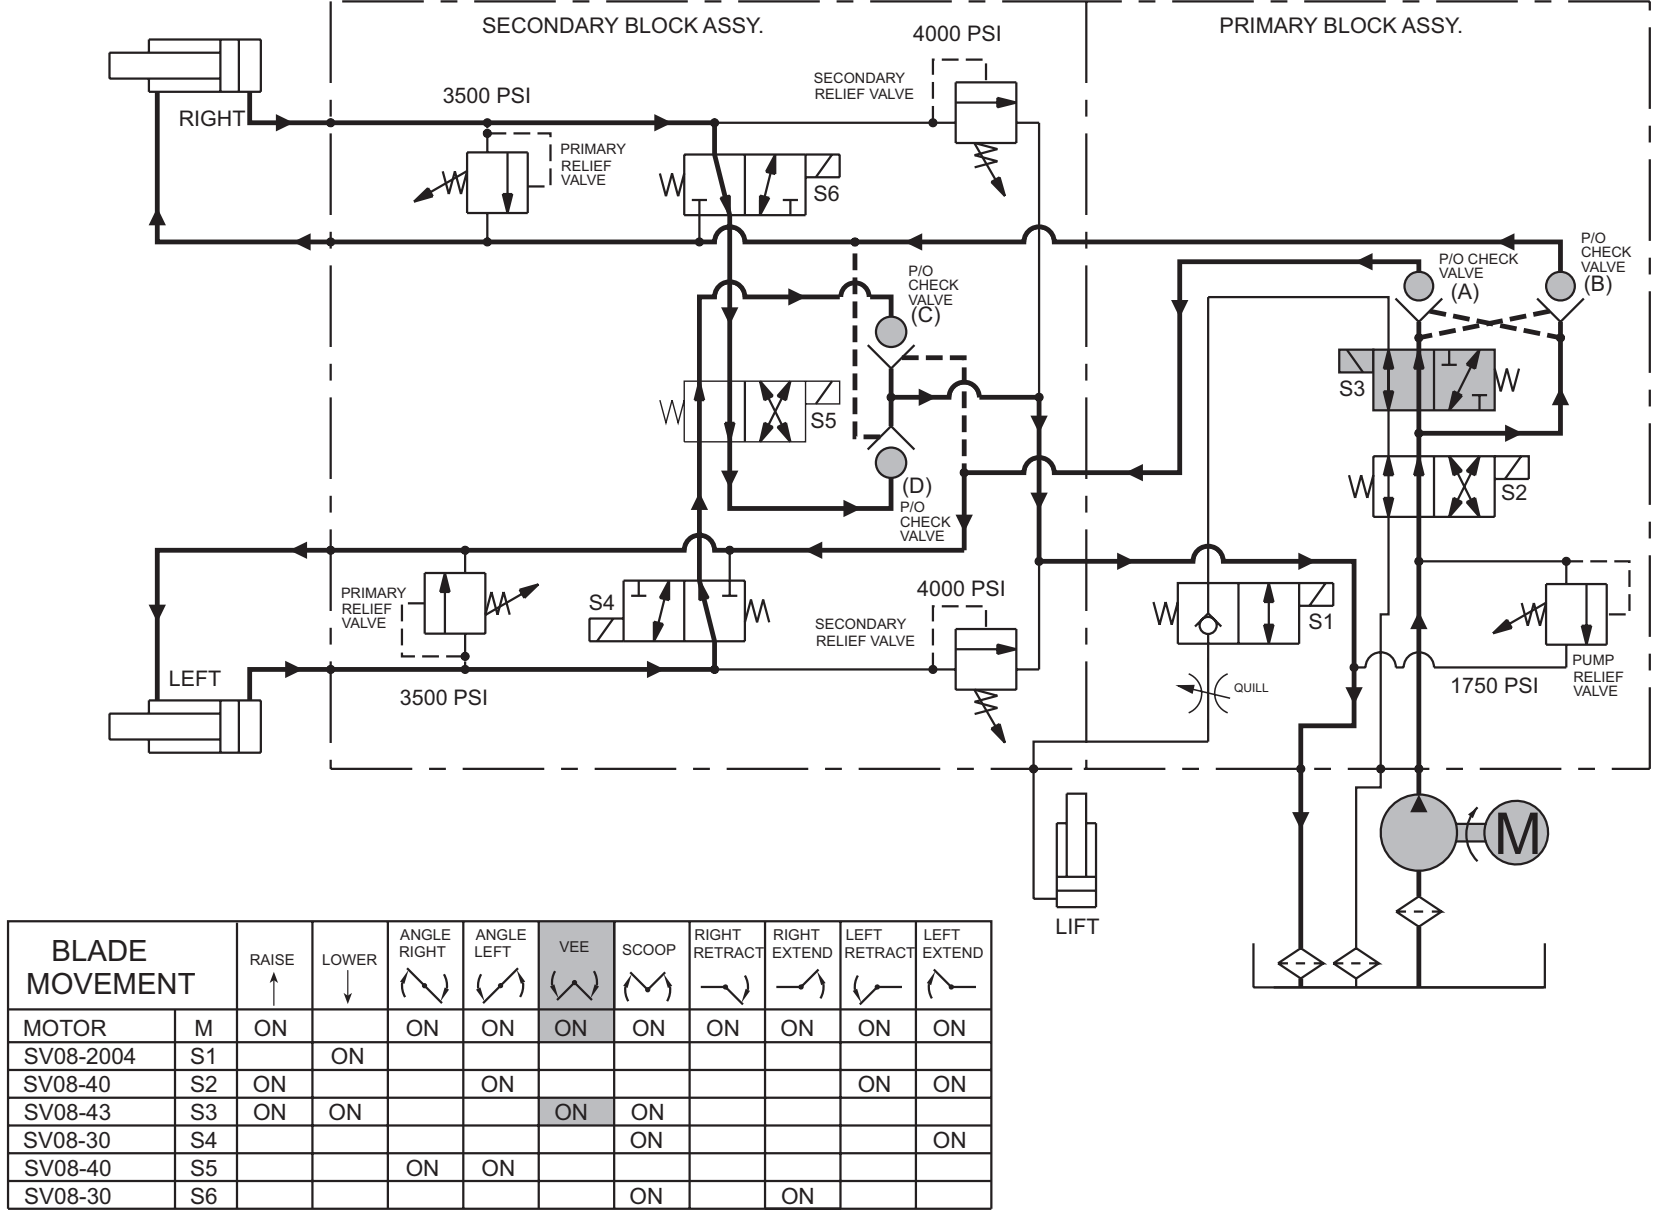 SECONDARY BLOCK ASSY.
PRIMARY BLOCK ASSY.
4000 PSI
SECONDARY
RELIEF VALVE
3500 PSI
RIGHT
PRIMARY
RELIEF
VALVE
S6
P/O
CHECK
VALVE
(B)
P/O CHECK
VALVE
(A)
P/O
CHECK
VALVE
(C)
S3
S5
(D)
P/O
CHECK
VALVE
S2
PRIMARY
RELIEF
VALVE
S4
4000 PSI
SECONDARY
RELIEF VALVE
S1
LEFT
3500 PSI
QUILL
1750 PSI
PUMP
RELIEF
VALVE
M
LIFT
BLADE
MOVEMENT
RAISE
LOWER
ANGLE
RIGHT
ANGLE
LEFT
VEE
SCOOP
RIGHT
RETRACT
RIGHT
EXTEND
LEFT
RETRACT
LEFT
EXTEND
MOTOR M ON ON ON ON ON ON ON ON ON
SV08-2004 S1 ON
SV08-40 S2 ON ON ON ON
SV08-43 S3 ON ON ON ON
SV08-30 S4 ON ON
SV08-40 S5 ON ON
SV08-30 S6 ON ON